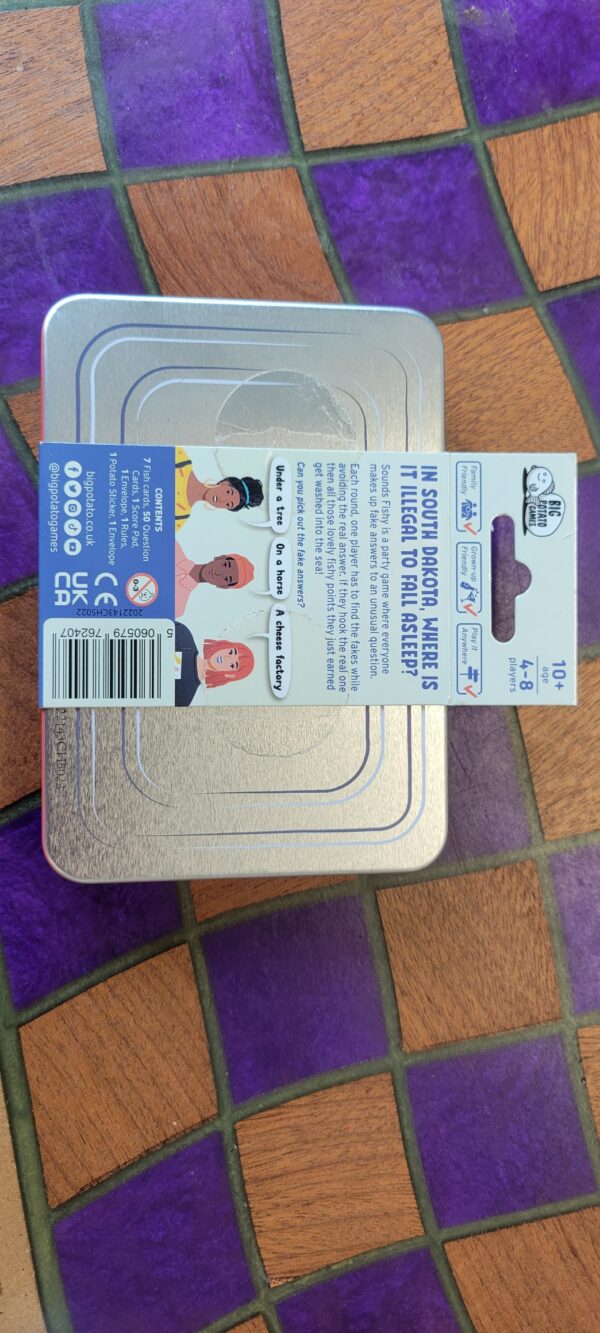 BIG
POTATO
GAMES
10+
age
4–8
players
Family
Friendly
Grown-up
Friendly
Play it
Anywhere
IN SOUTH DAKOTA, WHERE IS
IT ILLEGAL TO FALL ASLEEP?
Sounds Fishy is a party game where everyone
makes up fake answers to an unusual question.
Each round, one player has to find the fakes while
avoiding the real answer. If they hook the real one
then all those lovely fishy points they just earned
get washed into the sea!
Can you pick out the fake answers?
Under a tree
On a horse
A cheese factory
CONTENTS
7 Fish cards, 50 Question
Cards, 1 Score Pad,
1 Envelope, 1 Rules,
1 Potato Sticker, 1 Envelope
bigpotato.co.uk
@bigpotatogames
0-3
CE
UK
CA
2022143CHS022
5 060579 762407